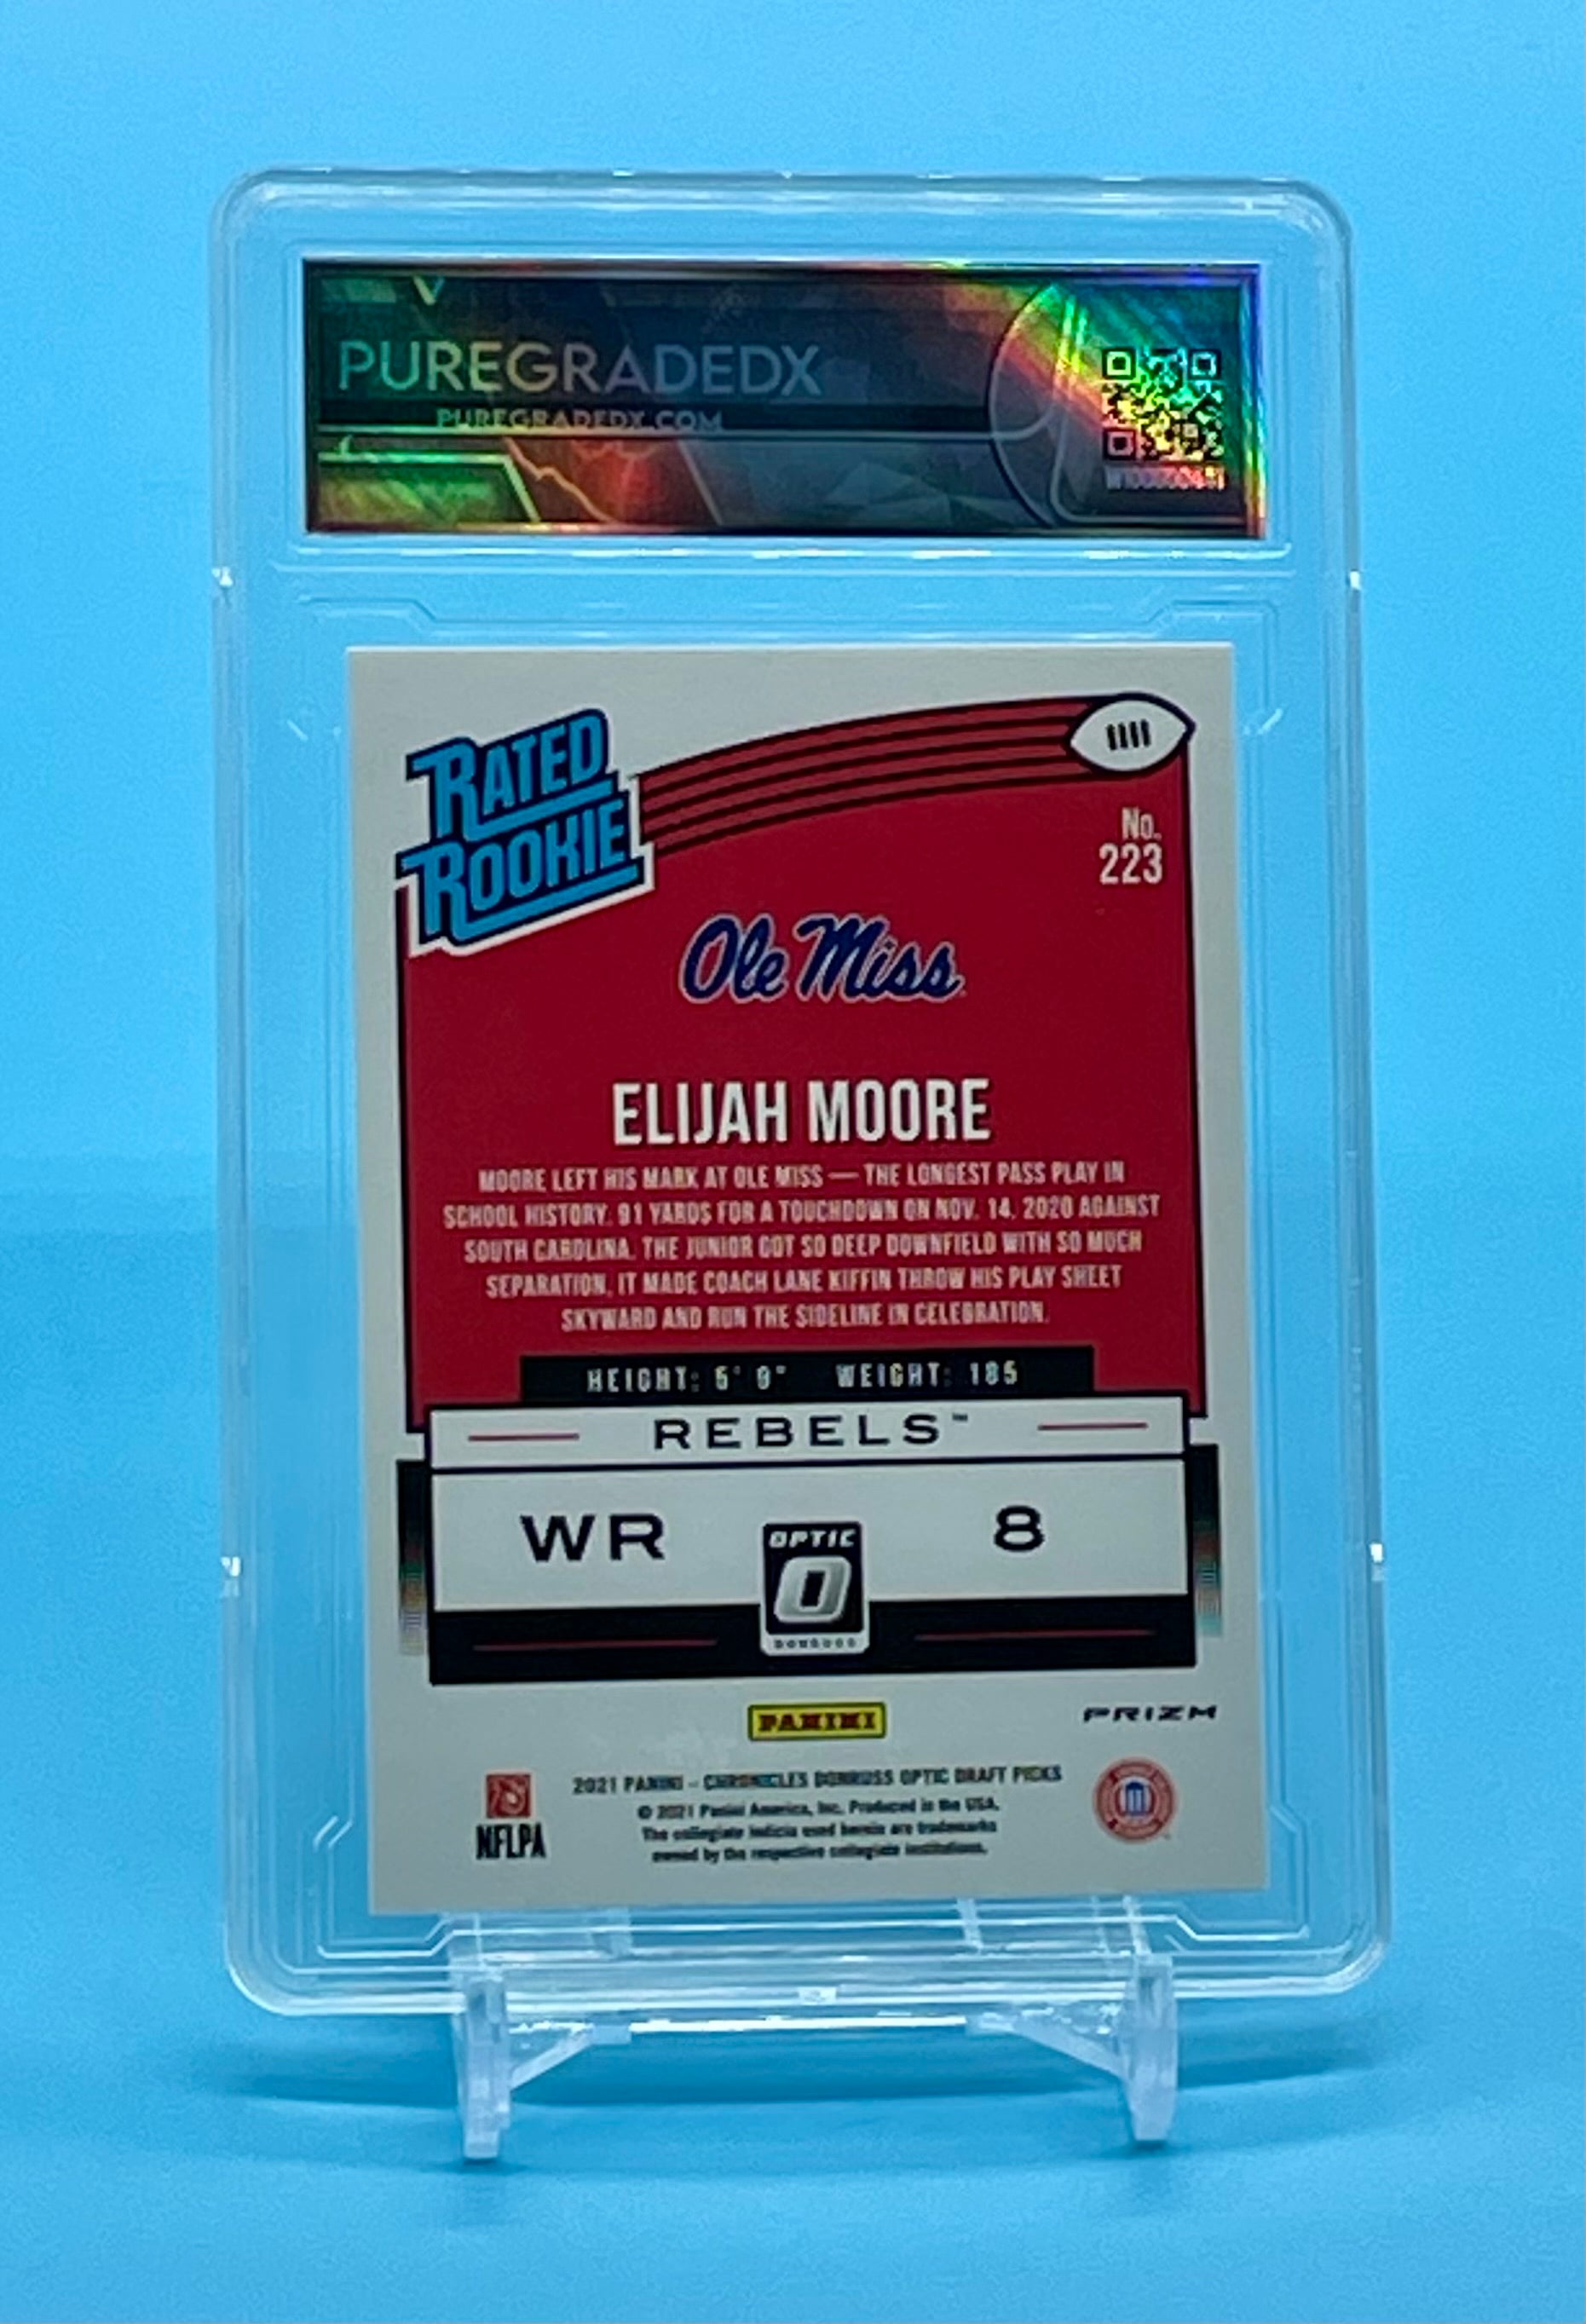 PUREGRADEDX
PUREGRADEDX.COM
RATED
ROOKIE
No.
223
Ole Miss
ELIJAH MOORE
MOORE LEFT HIS MARK AT OLE MISS — THE LONGEST PASS PLAY IN
SCHOOL HISTORY, 91 YARDS FOR A TOUCHDOWN ON NOV. 14, 2020 AGAINST
SOUTH CAROLINA. THE JUNIOR GOT SO DEEP DOWNFIELD WITH SO MUCH
SEPARATION, IT MADE COACH LANE KIFFIN THROW HIS PLAY SHEET
SKYWARD AND RUN THE SIDELINE IN CELEBRATION.
HEIGHT: WEIGHT: 185
REBELS™
WR 8
OPTIC
O
DONRUSS
PANINI
PRIZM
2021 PANINI – CHRONICLES DONRUSS OPTIC DRAFT PICKS
© 2021 Panini America, Inc. Produced in the USA.
The collegiate indicia used herein are trademarks
owned by the respective collegiate institutions.
NFLPA